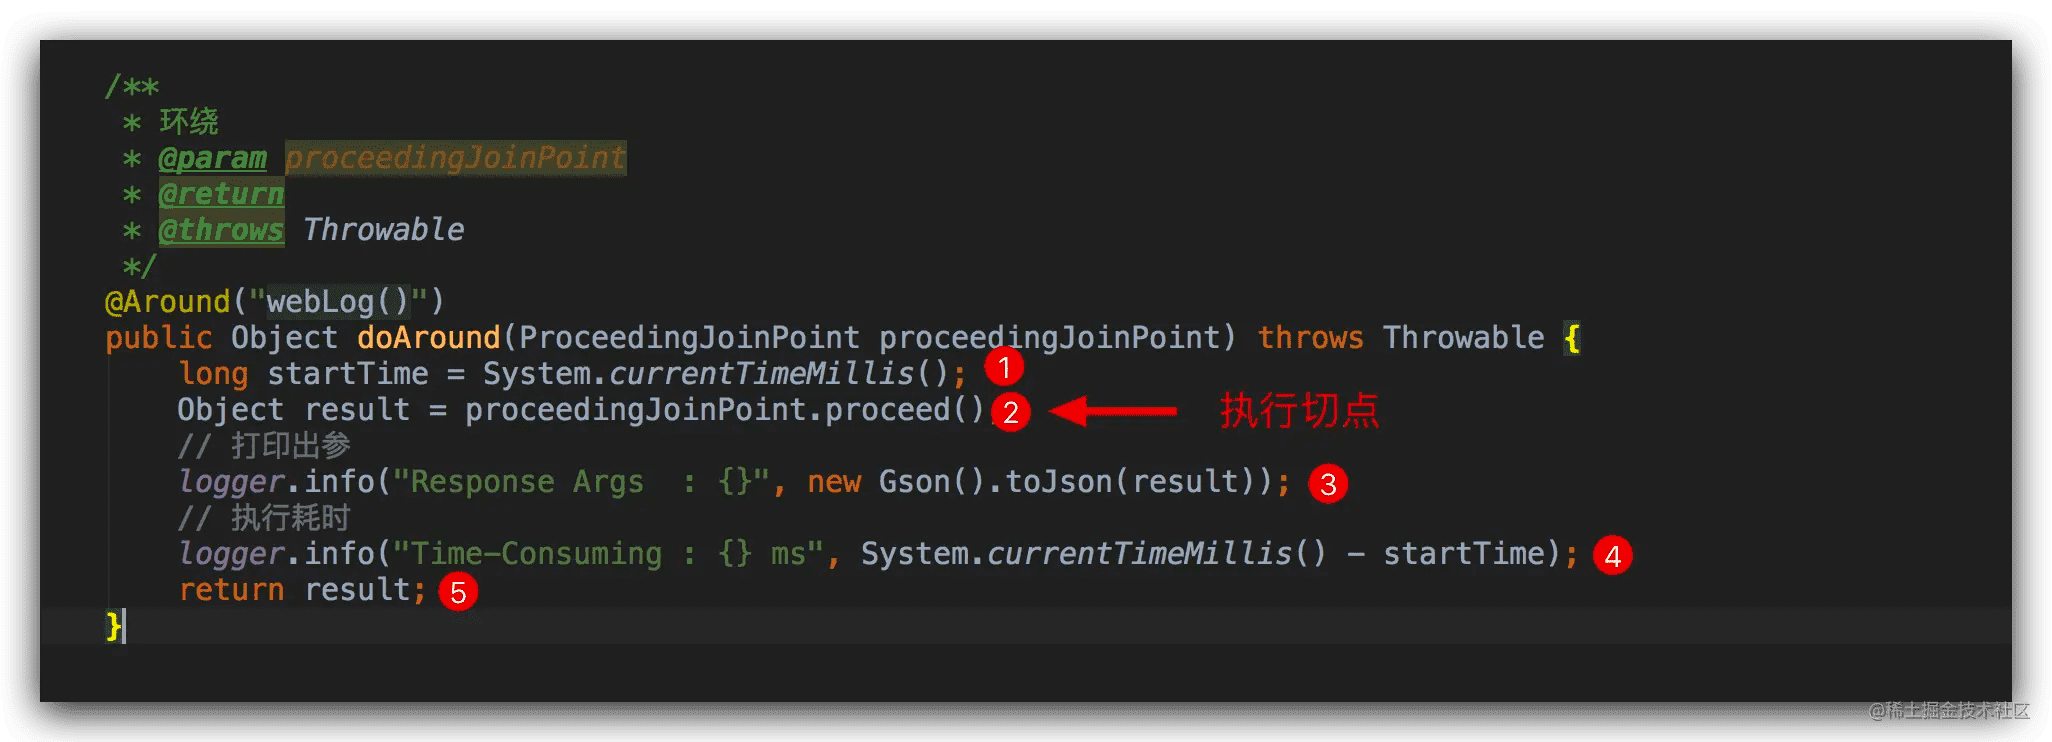 /**
* 环绕
* @param proceedingJoinPoint
* @return
* @throws Throwable
*/
@Around("webLog()")
public Object doAround(ProceedingJoinPoint proceedingJoinPoint) throws Throwable {
long startTime = System.currentTimeMillis(); 1
Object result = proceedingJoinPoint.proceed() 2 执行切点
// 打印出参
logger.info("Response Args  : {}", new Gson().toJson(result)); 3
// 执行耗时
logger.info("Time-Consuming : {} ms", System.currentTimeMillis() - startTime); 4
return result; 5
}
@稀土掘金技术社区